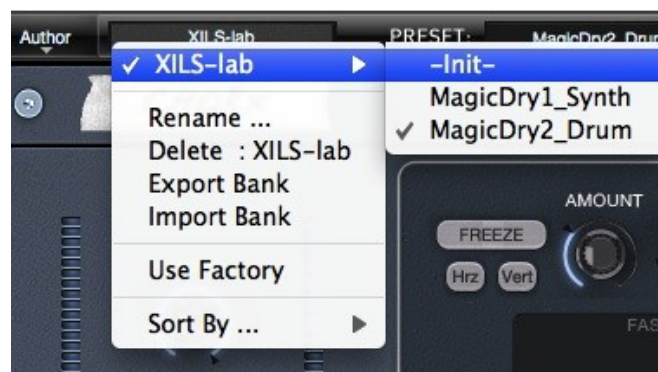 Author
XILS-lab
PRESET:
MagicDry2_Drum
✓ XILS-lab
Rename ...
Delete : XILS-lab
Export Bank
Import Bank
Use Factory
Sort By ...
-Init-
MagicDry1_Synth
✓ MagicDry2_Drum
AMOUNT
FREEZE
Hrz
Vert